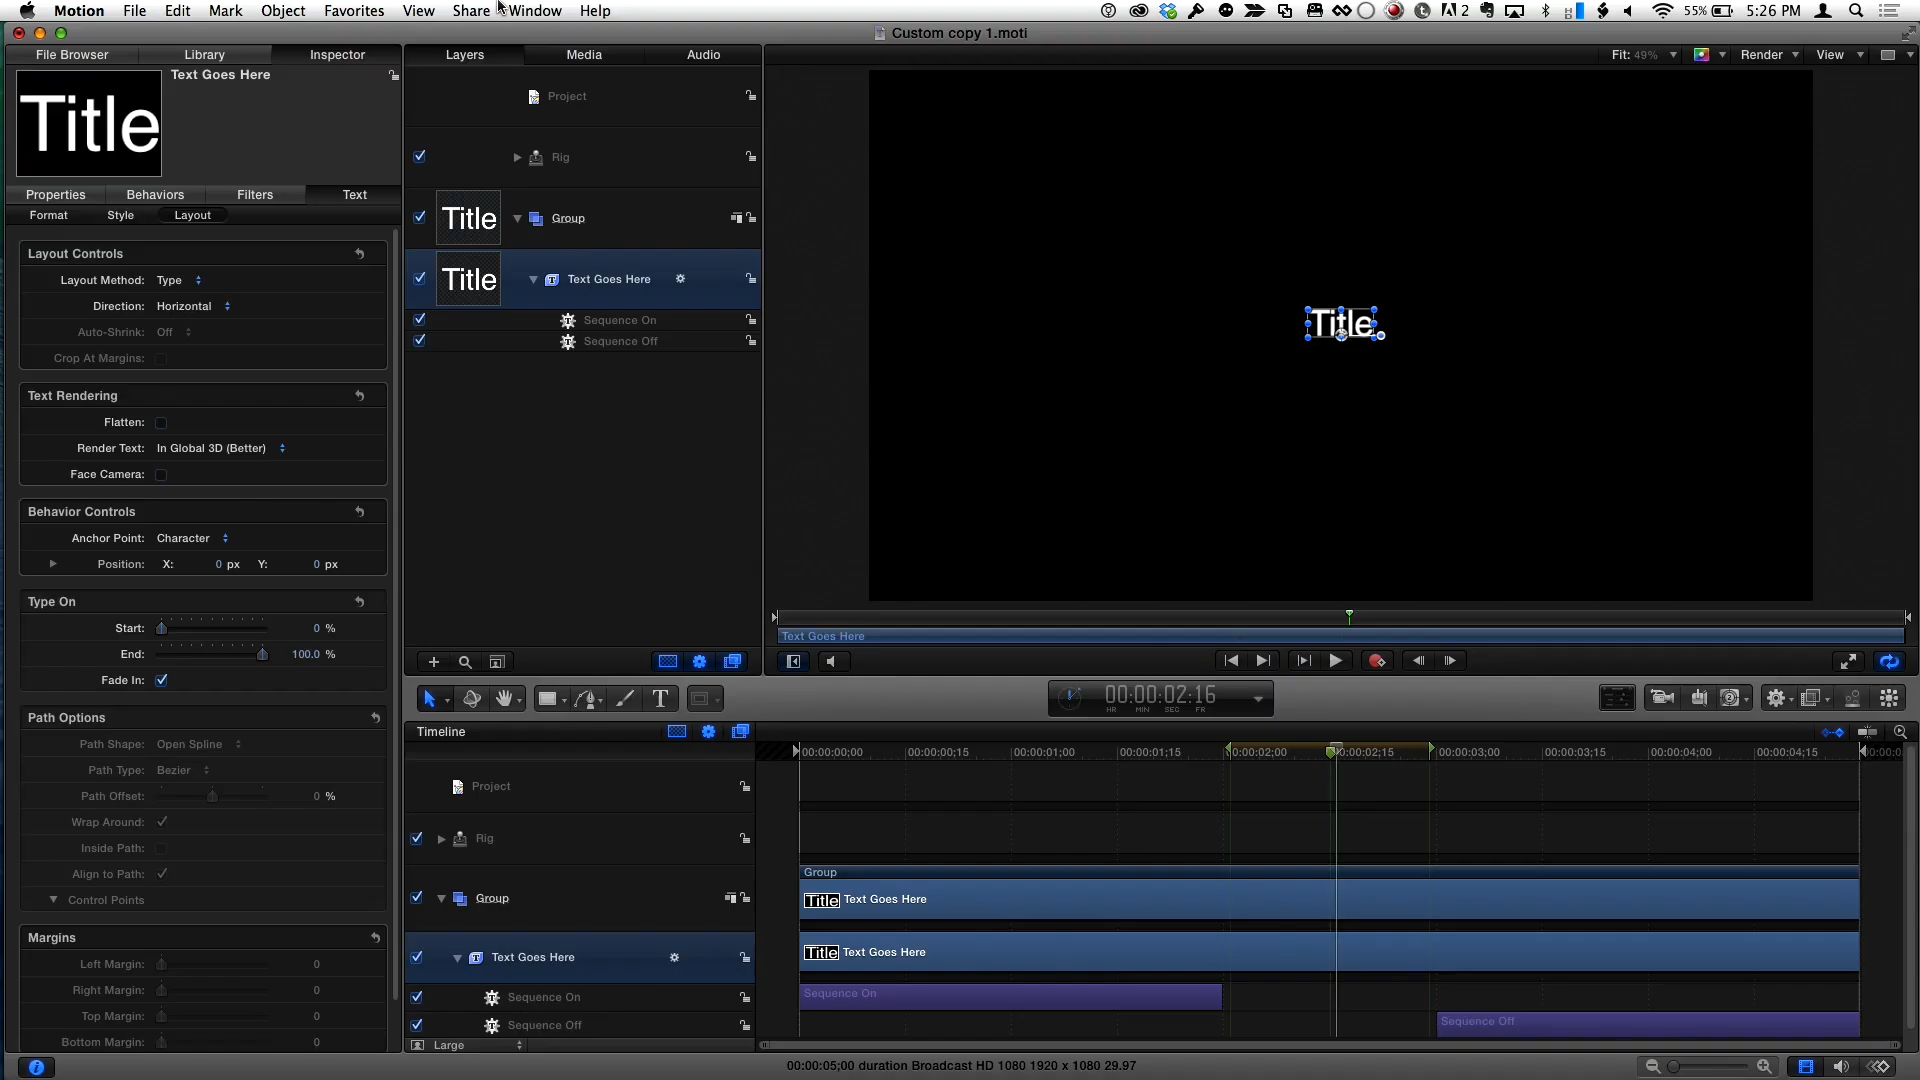 Motion File Edit Mark Object Favorites View Share Window Help
2 55% 5:26 PM
Custom copy 1.moti
File Browser Library Inspector
Layers Media Audio
Fit: 49% Render View
Title
Text Goes Here
Properties Behaviors Filters Text
Format Style Layout
Layout Controls
Layout Method: Type
Direction: Horizontal
Auto-Shrink: Off
Crop At Margins:
Text Rendering
Flatten:
Render Text: In Global 3D (Better)
Face Camera:
Behavior Controls
Anchor Point: Character
Position: X: 0 px Y: 0 px
Type On
Start: 0 %
End: 100.0 %
Fade In:
Path Options
Path Shape: Open Spline
Path Type: Bezier
Path Offset: 0 %
Wrap Around:
Inside Path:
Align to Path:
Control Points
Margins
Left Margin: 0
Right Margin: 0
Top Margin: 0
Bottom Margin: 0
Project
Rig
Title Group
Title Text Goes Here
Sequence On
Sequence Off
Title
Text Goes Here
00:00:02:16
HR MIN SEC FR
Timeline
00:00:00;00 00:00:00;15 00:00:01;00 00:00:01;15 0:00:02;00 0:00:02;15 00:00:03;00 00:00:03;15 00:00:04;00 00:00:04;15
Project
Rig
Group
Group
Title Text Goes Here
Text Goes Here
Title Text Goes Here
Sequence On
Sequence On
Sequence Off
Sequence Off
Large
00:00:05;00 duration Broadcast HD 1080 1920 x 1080 29.97